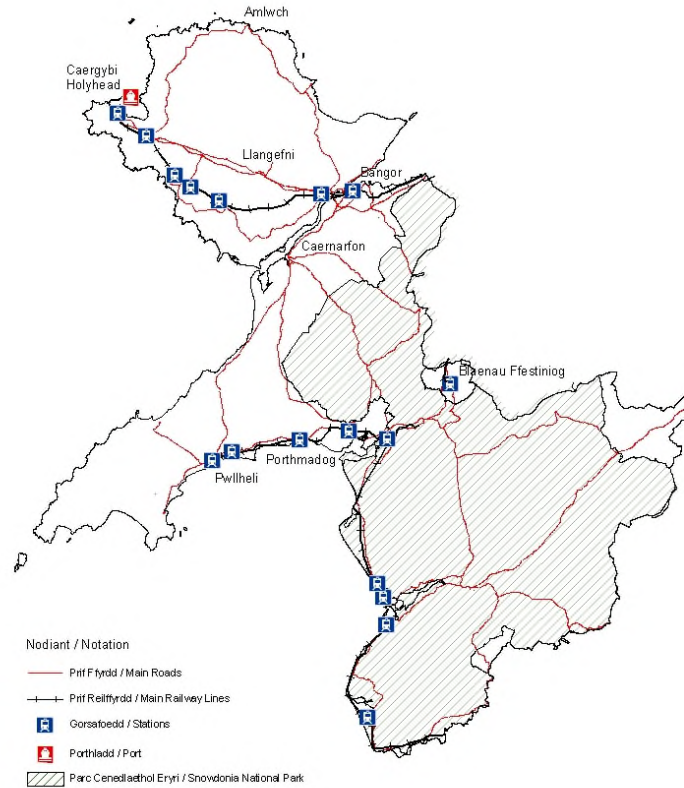 Amlwch
Caergybi
Holyhead
Llangefni
Bangor
Caernarfon
Blaenau Ffestiniog
Porthmadog
Pwllheli
Nodiant / Notation
Prif Ffyrdd / Main Roads
Prif Reilffyrdd / Main Railway Lines
Gorsafoedd / Stations
Porthladd / Port
Parc Cenedlaethol Eryri / Snowdonia National Park